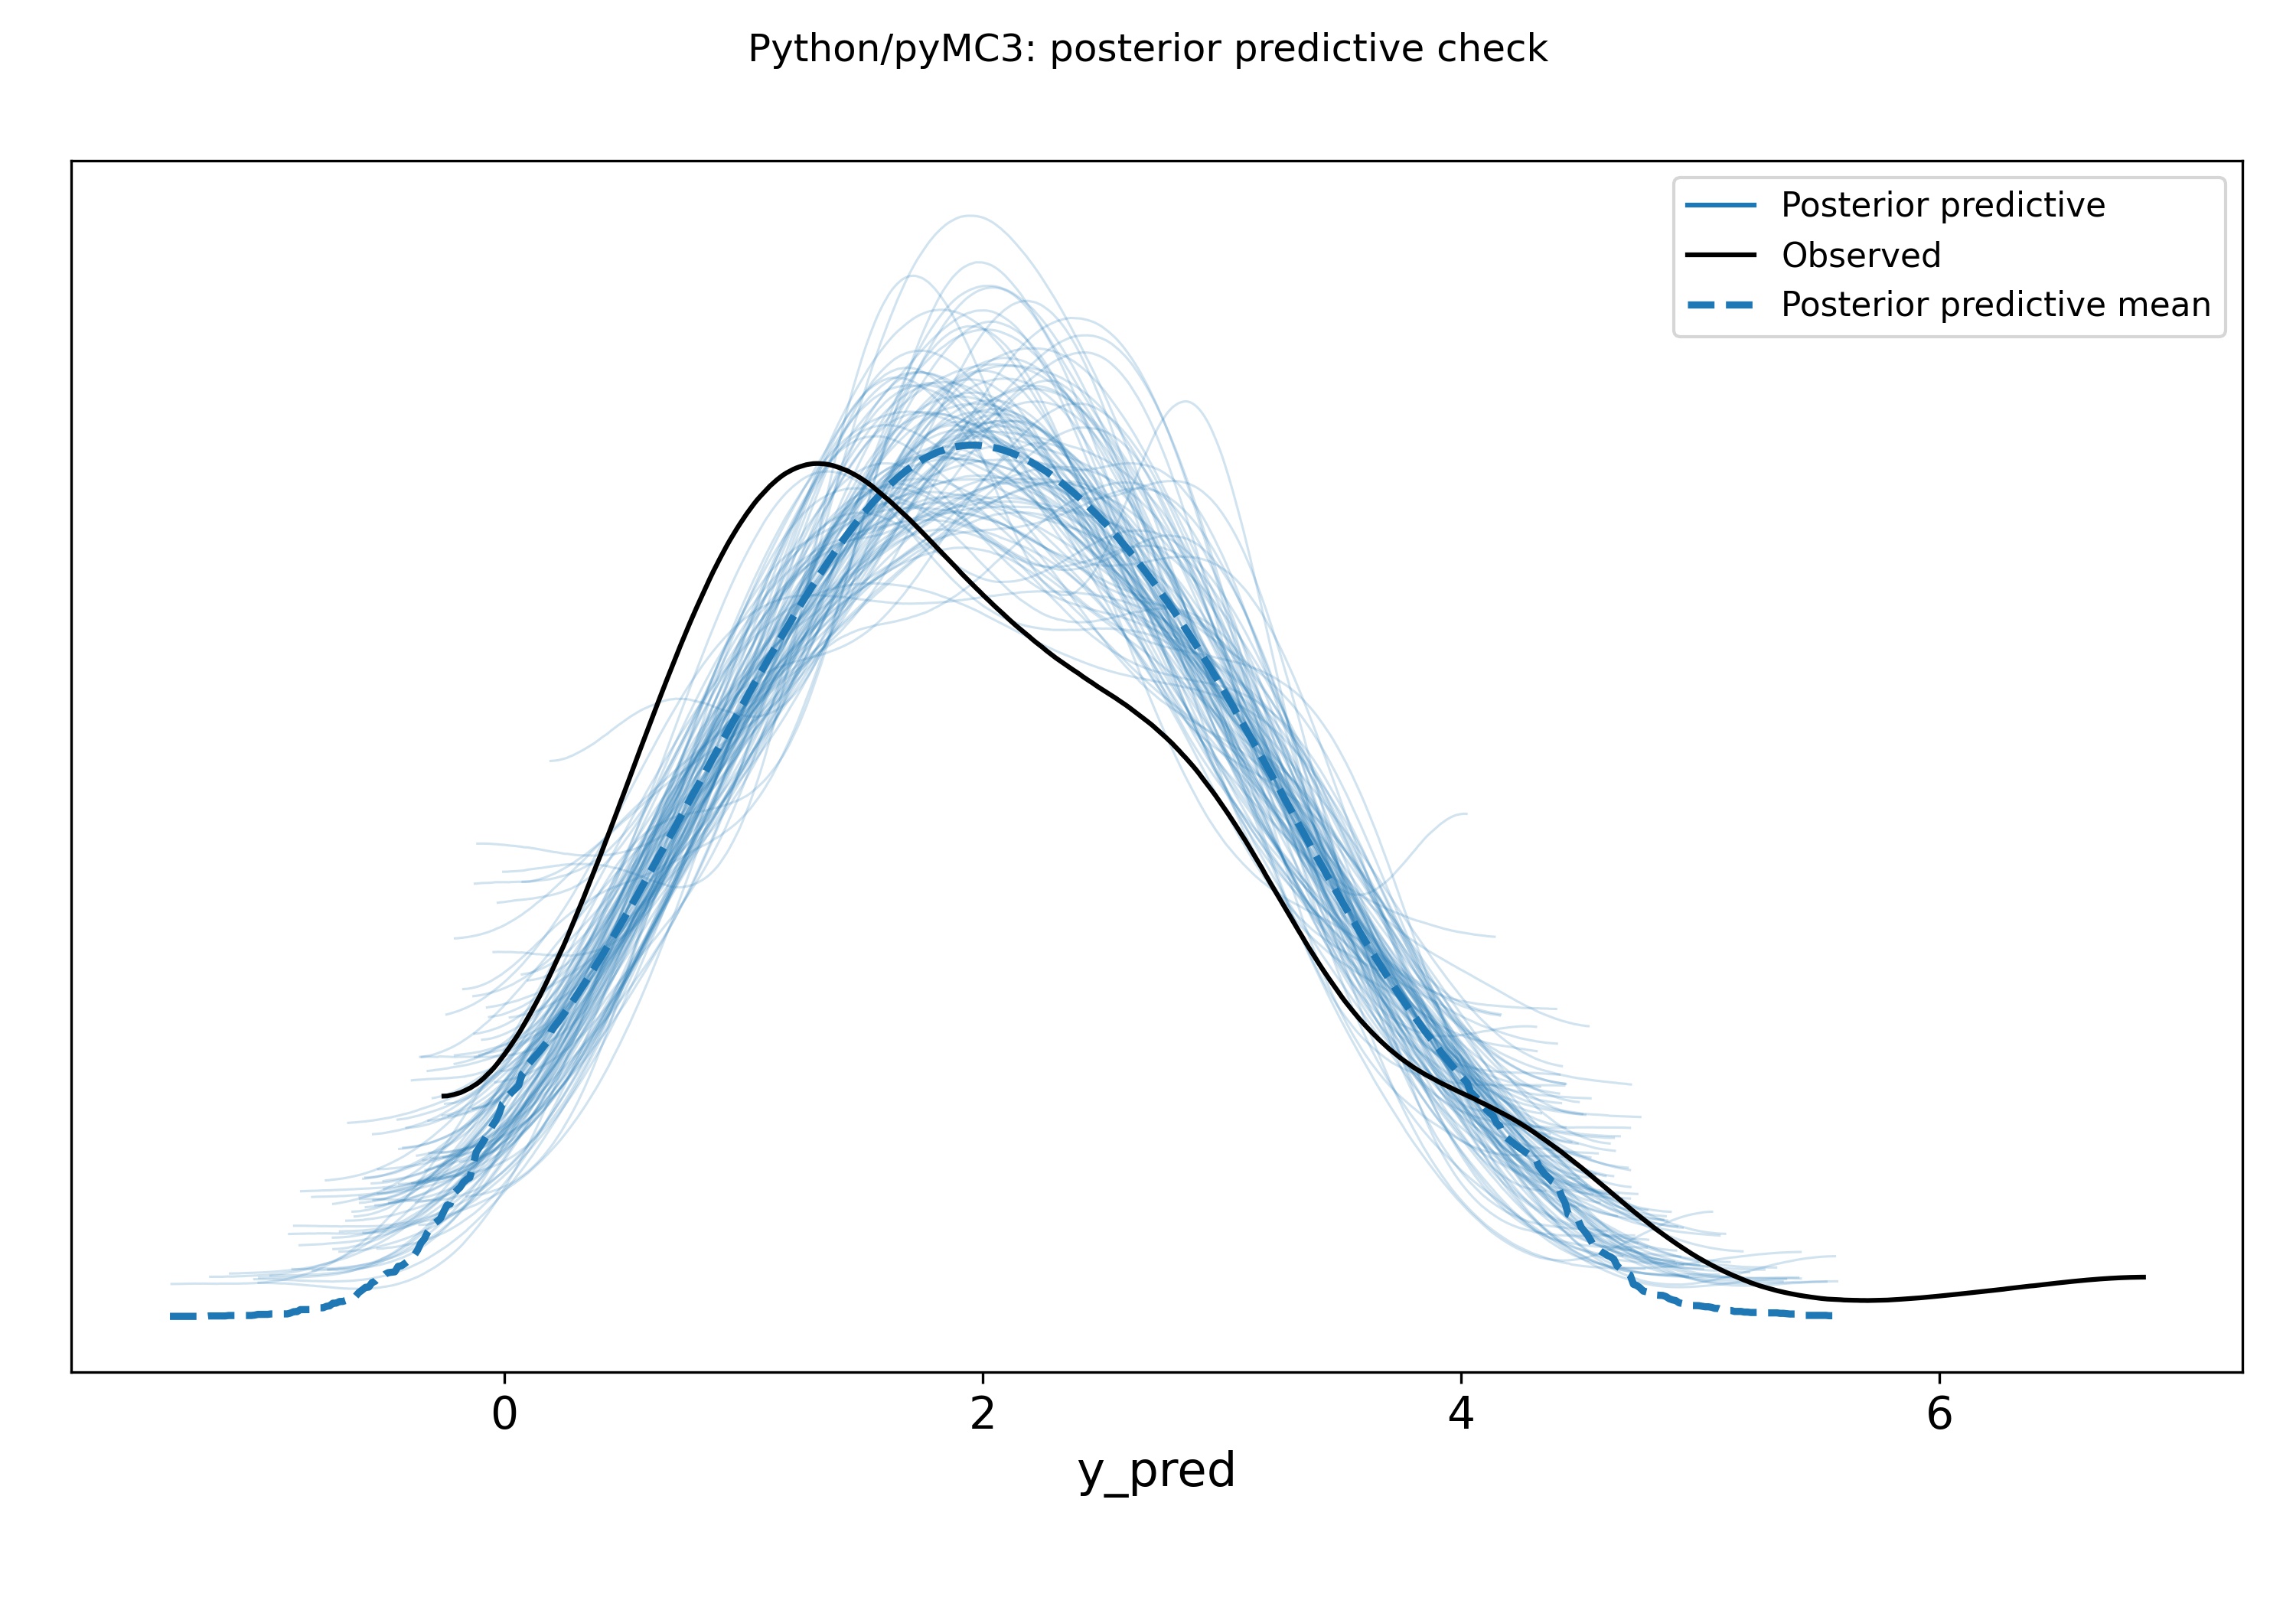 Python/pyMC3: posterior predictive check
Posterior predictive
Observed
Posterior predictive mean
0 2 4 6
y_pred